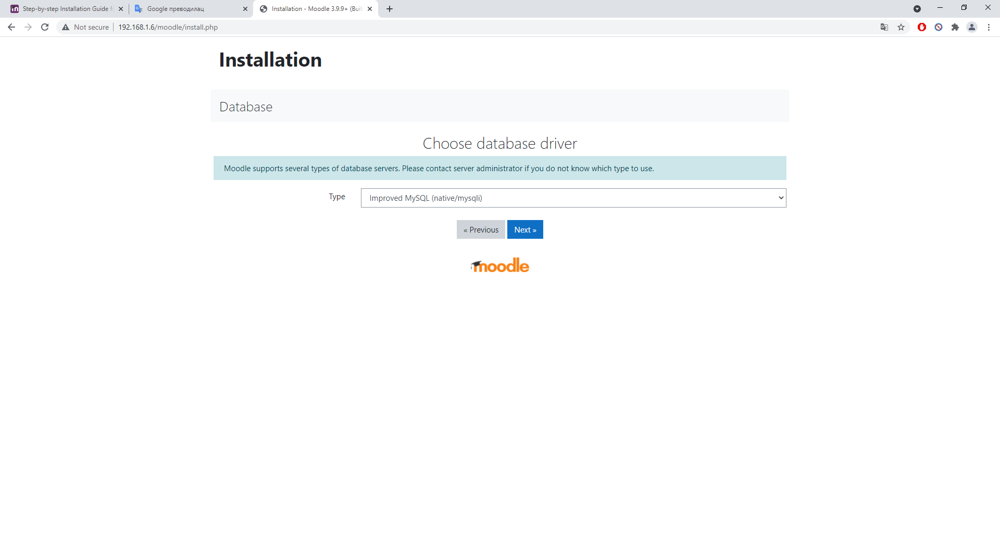 Step-by-step Installation Guide f
Google преводилац
Installation - Moodle 3.9.9+ (Buil
Not secure
192.168.1.6/moodle/install.php
Installation
Database
Choose database driver
Moodle supports several types of database servers. Please contact server administrator if you do not know which type to use.
Type
Improved MySQL (native/mysqli)
« Previous
Next »
moodle